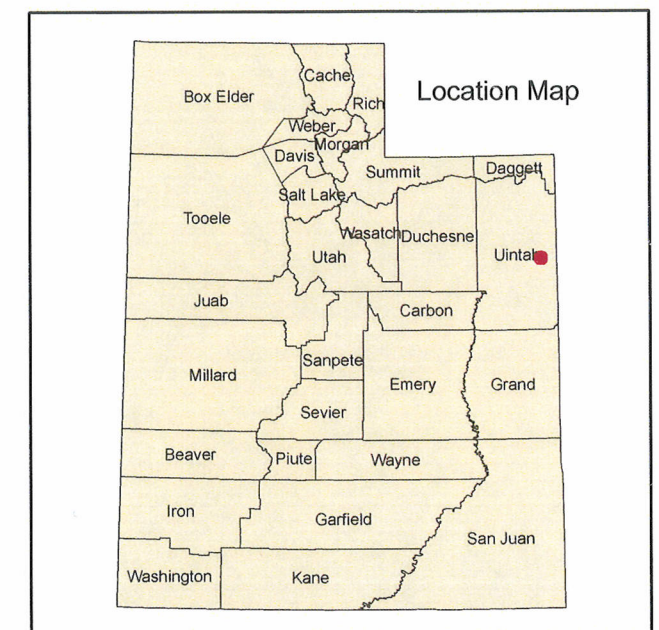 Location Map
Cache
Box Elder
Rich
Weber
Morgan
Davis
Summit
Daggett
Salt Lake
Tooele
Wasatch
Duchesne
Uintah
Utah
Juab
Carbon
Sanpete
Millard
Emery
Grand
Sevier
Beaver
Piute
Wayne
Iron
Garfield
San Juan
Washington
Kane